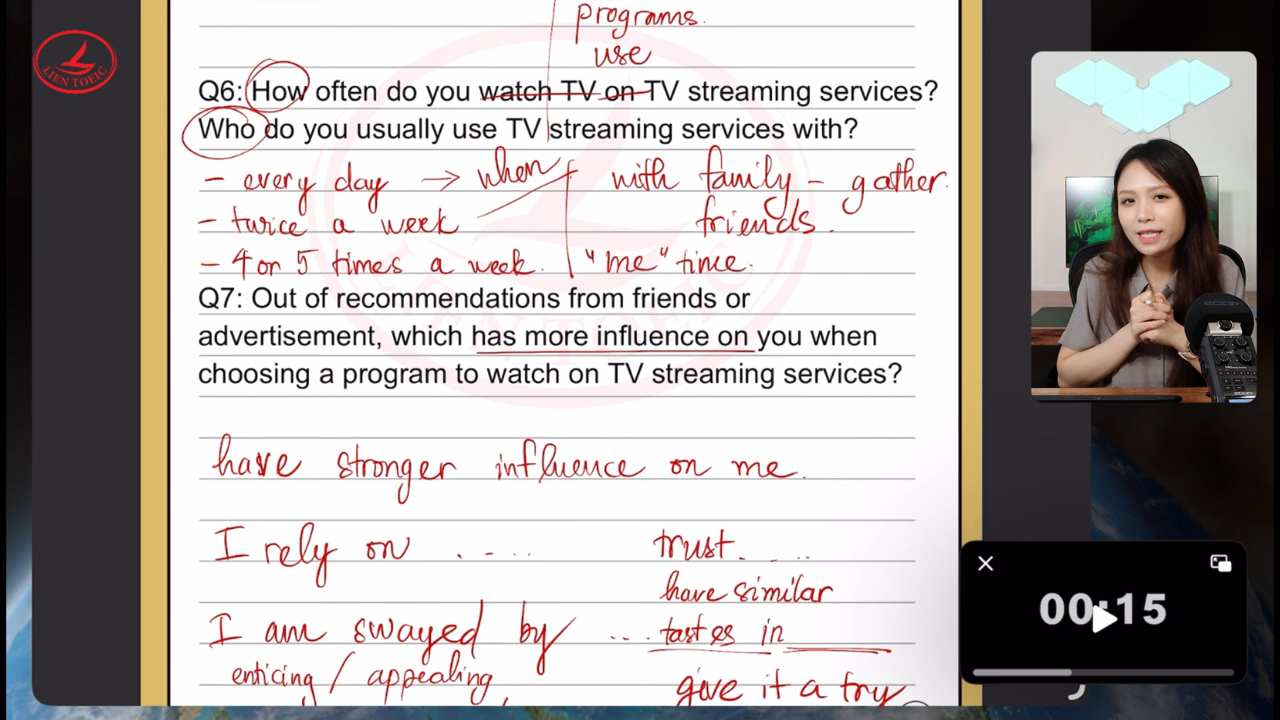 programs.
use
LIEN TOEIC
Q6: How often do you watch TV on TV streaming services?
Who do you usually use TV streaming services with?
- every day → when with family - gather
- twice a week friends.
- 4 or 5 times a week. "me" time.
Q7: Out of recommendations from friends or
advertisement, which has more influence on you when
choosing a program to watch on TV streaming services?
have stronger influence on me.
I rely on .... trust ....
have similar
I am swayed by ... tastes in
enticing / appealing give it a try
00:15